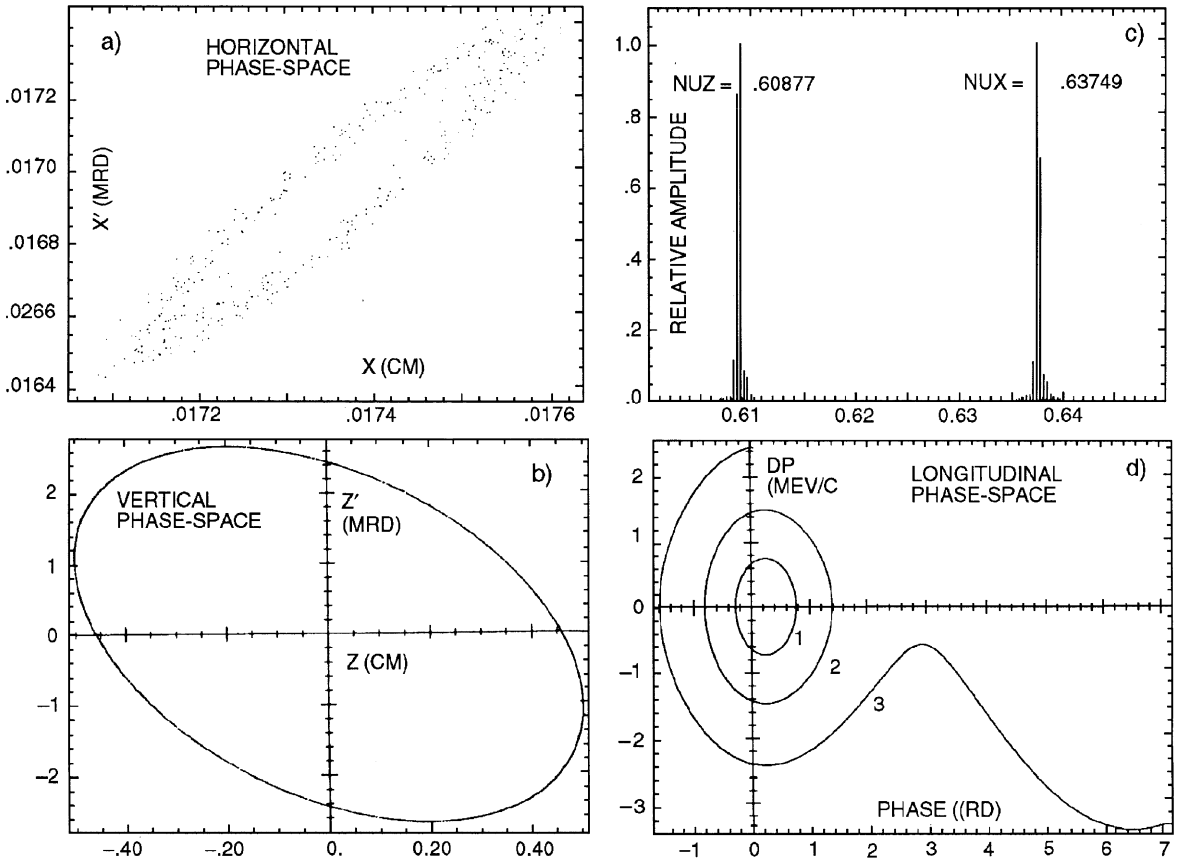 a)
HORIZONTAL
PHASE-SPACE
X' (MRD)
.0172
.0170
.0168
.0266
.0164
X (CM)
.0172
.0174
.0176
c)
NUZ = .60877
NUX = .63749
RELATIVE AMPLITUDE
1.0
.8
.6
.4
.2
.0
0.61
0.62
0.63
0.64
b)
VERTICAL
PHASE-SPACE
Z'
(MRD)
Z (CM)
2
1
0
−1
−2
−.40
−0.20
0.
0.20
0.40
d)
DP
(MEV/C
LONGITUDINAL
PHASE-SPACE
2
1
0
−1
−2
−3
1
2
3
PHASE ((RD)
−1
0
1
2
3
4
5
6
7